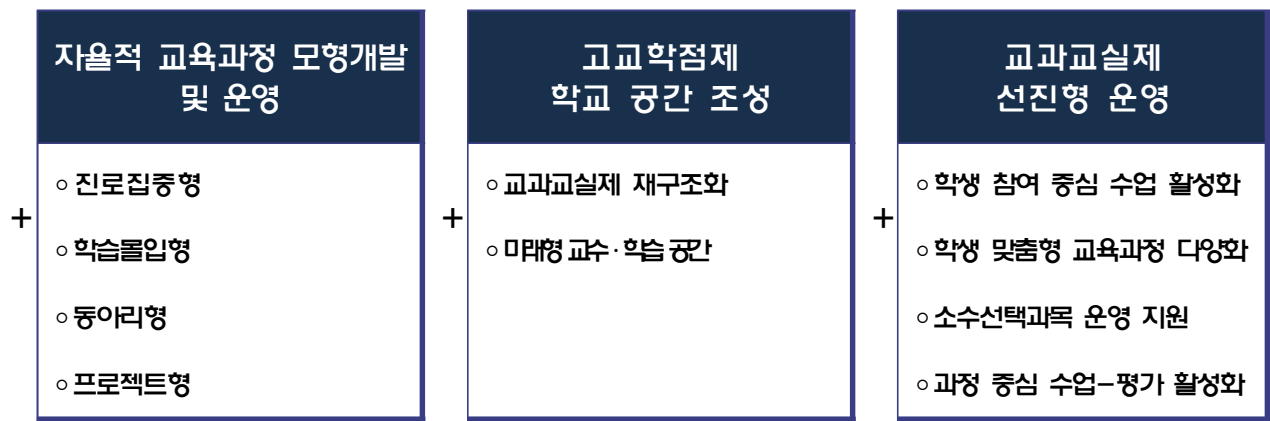 자율적 교육과정 모형개발
및 운영
+
○ 진로집중형
○ 학습몰입형
○ 동아리형
○ 프로젝트형
고교학점제
학교 공간 조성
+
○ 교과교실제 재구조화
○ 미래형 교수·학습 공간
교과교실제
선진형 운영
+
○ 학생 참여 중심 수업 활성화
○ 학생 맞춤형 교육과정 다양화
○ 소수선택과목 운영 지원
○ 과정 중심 수업-평가 활성화